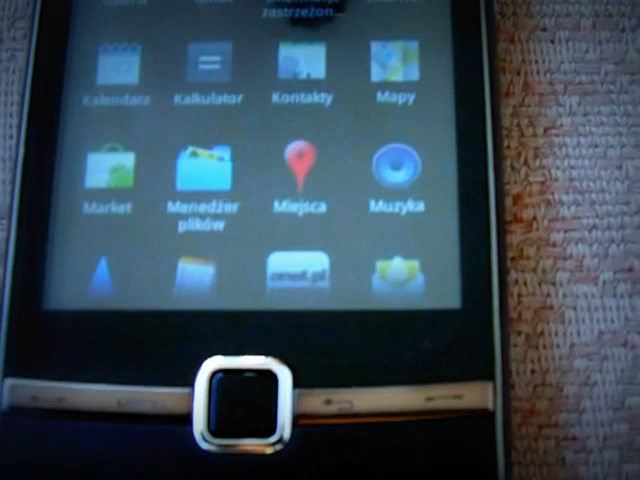 zastrzeżon...
Kalendarz
Kalkulator
Kontakty
Mapy
Market
Menedżer
plików
Miejsca
Muzyka
onet.pl